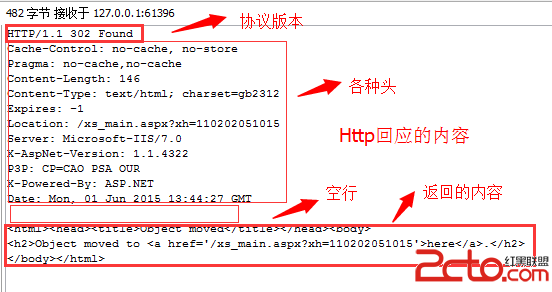 482 字节 接收于 127.0.0.1:61396
协议版本
HTTP/1.1 302 Found
Cache-Control: no-cache, no-store
Pragma: no-cache,no-cache
Content-Length: 146
Content-Type: text/html; charset=gb2312
各种头
Expires: -1
Location: /xs_main.aspx?xh=110202051015
Http回应的内容
Server: Microsoft-IIS/7.0
X-AspNet-Version: 1.1.4322
P3P: CP=CAO PSA OUR
X-Powered-By: ASP.NET
Date: Mon, 01 Jun 2015 13:44:27 GMT
空行
返回的内容
<html><head><title>Object moved</title></head><body>
<h2>Object moved to <a href='/xs_main.aspx?xh=110202051015'>here</a>.</h2>
</body></html>
红黑联盟
2cto.com